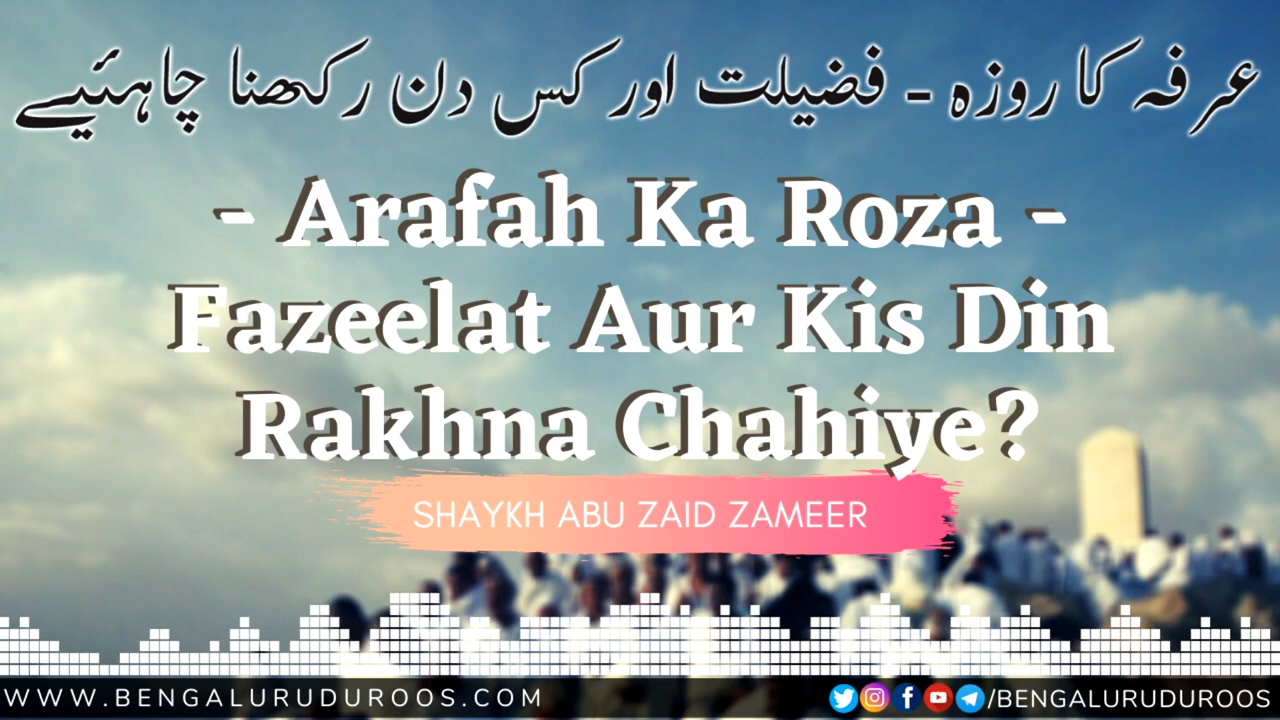 عرفہ کا روزہ - فضیلت اور کس دن رکھنا چاہئیے
- Arafah Ka Roza -
Fazeelat Aur Kis Din
Rakhna Chahiye?
SHAYKH ABU ZAID ZAMEER
WWW.BENGALURUDUROOS.COM
/BENGALURUDUROOS